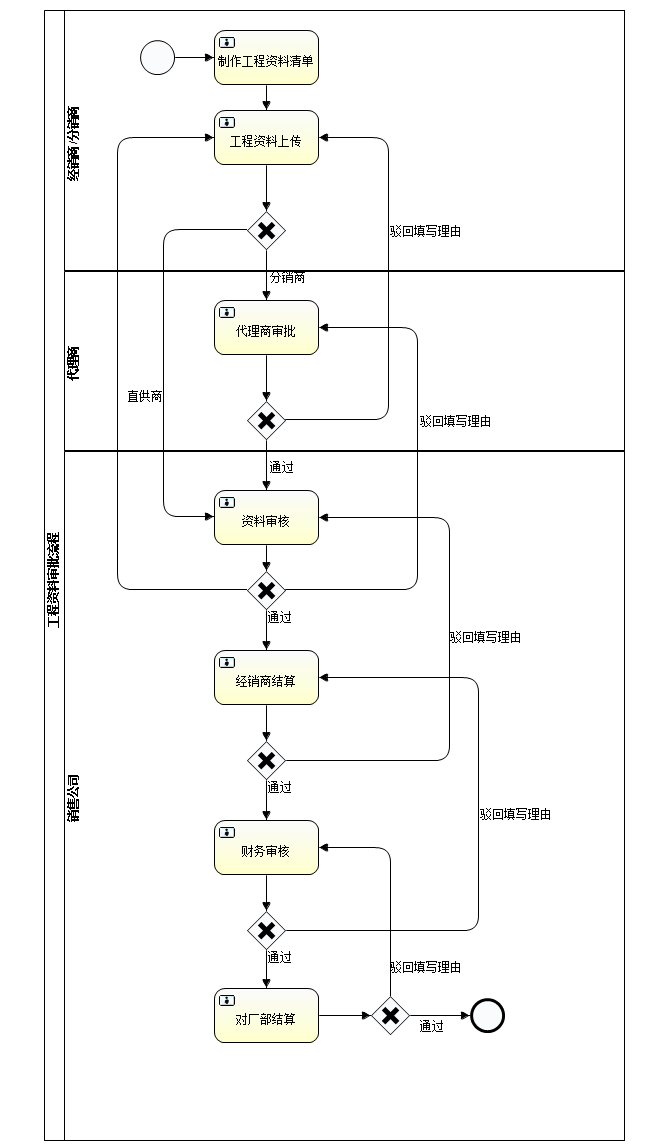 制作工程资料清单
经销商/分销商
工程资料上传
驳回填写理由
分销商
代理商审批
代理商
直供商
驳回填写理由
通过
资料审核
工程资料审批流程
通过
驳回填写理由
经销商结算
通过
销售公司
驳回填写理由
财务审核
通过
驳回填写理由
对厂部结算
通过